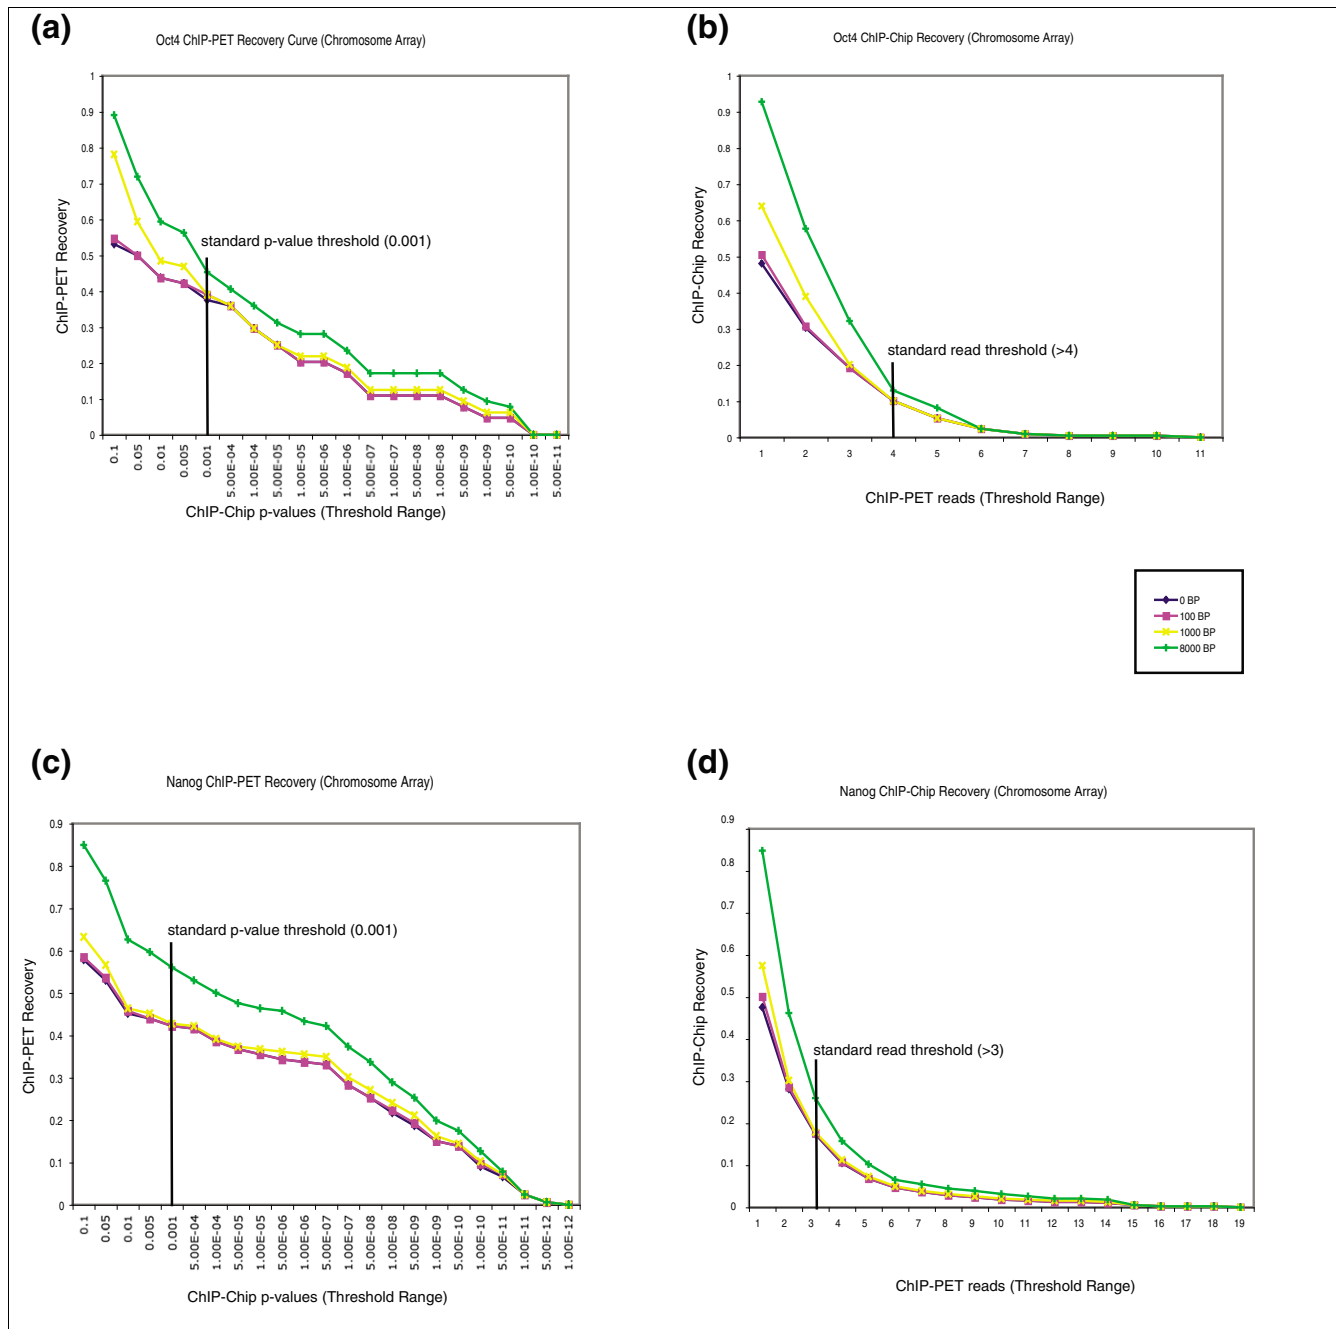 (a)
Oct4 ChIP-PET Recovery Curve (Chromosome Array)
1
0.9
0.8
0.7
0.6
0.5
0.4
0.3
0.2
0.1
0
ChIP-PET Recovery
standard p-value threshold (0.001)
0.1
0.05
0.01
0.005
0.001
5.00E-04
1.00E-04
5.00E-05
1.00E-05
5.00E-06
1.00E-06
5.00E-07
1.00E-07
5.00E-08
1.00E-08
5.00E-09
1.00E-09
5.00E-10
1.00E-10
5.00E-11
ChIP-Chip p-values (Threshold Range)
(b)
Oct4 ChIP-Chip Recovery (Chromosome Array)
1
0.9
0.8
0.7
0.6
0.5
0.4
0.3
0.2
0.1
0
ChIP-Chip Recovery
standard read threshold (>4)
1 2 3 4 5 6 7 8 9 10 11
ChIP-PET reads (Threshold Range)
0 BP
100 BP
1000 BP
8000 BP
(c)
Nanog ChIP-PET Recovery (Chromosome Array)
0.9
0.8
0.7
0.6
0.5
0.4
0.3
0.2
0.1
0
ChIP-PET Recovery
standard p-value threshold (0.001)
0.1
0.05
0.01
0.005
0.001
5.00E-04
1.00E-04
5.00E-05
1.00E-05
5.00E-06
1.00E-06
5.00E-07
1.00E-07
5.00E-08
1.00E-08
5.00E-09
1.00E-09
5.00E-10
1.00E-10
5.00E-11
1.00E-11
5.00E-12
1.00E-12
ChIP-Chip p-values (Threshold Range)
(d)
Nanog ChIP-Chip Recovery (Chromosome Array)
0.9
0.8
0.7
0.6
0.5
0.4
0.3
0.2
0.1
0
ChIP-Chip Recovery
standard read threshold (>3)
1 2 3 4 5 6 7 8 9 10 11 12 13 14 15 16 17 18 19
ChIP-PET reads (Threshold Range)